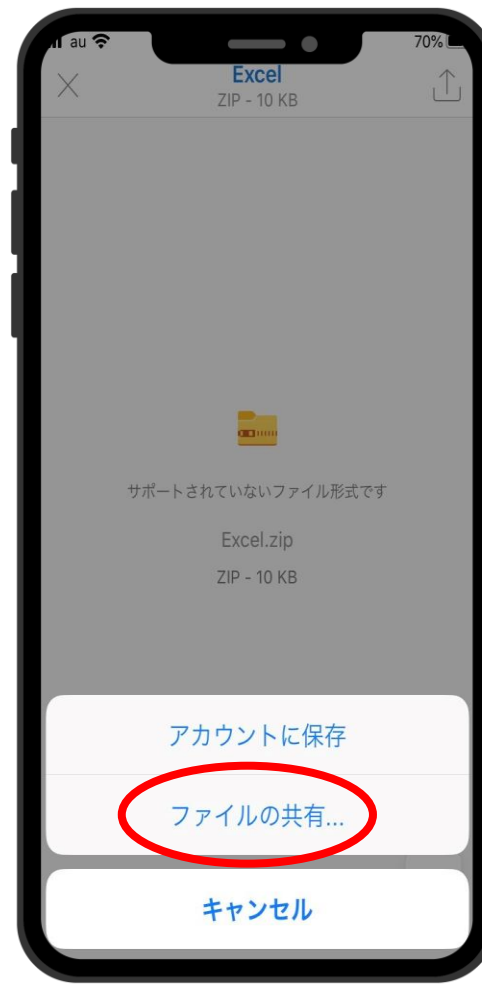 au 70%
Excel
ZIP - 10 KB
サポートされていないファイル形式です
Excel.zip
ZIP - 10 KB
アカウントに保存
ファイルの共有...
キャンセル